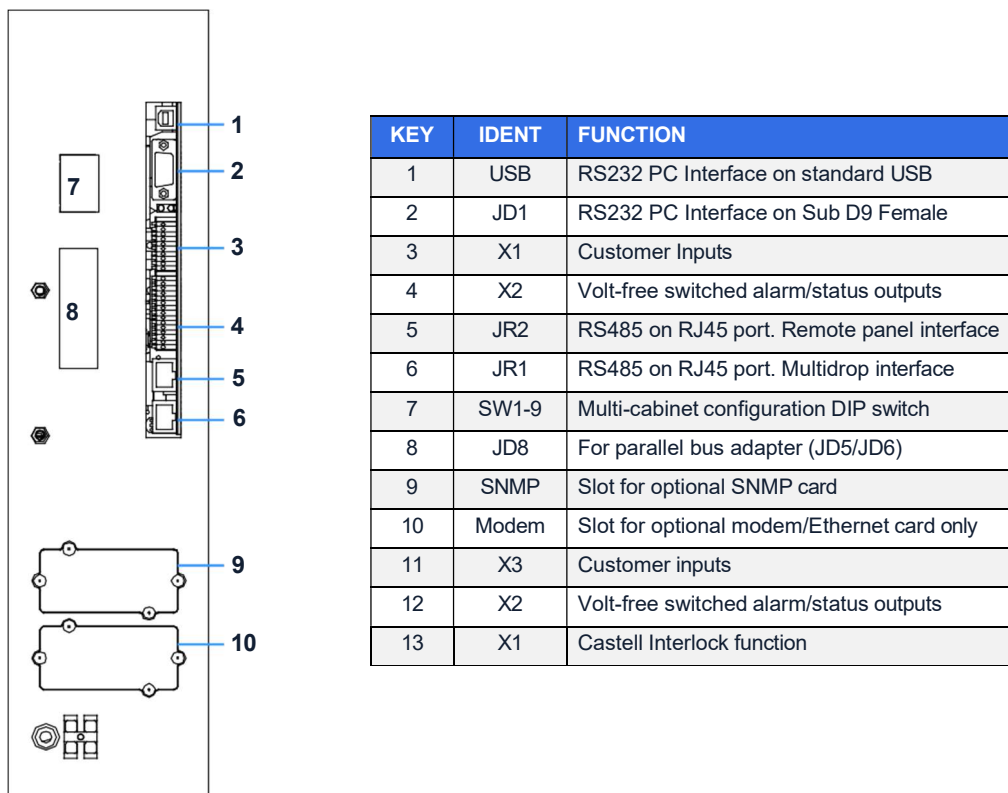 1
2
3
4
5
6
7
8
9
10
KEY IDENT FUNCTION
1 USB RS232 PC Interface on standard USB
2 JD1 RS232 PC Interface on Sub D9 Female
3 X1 Customer Inputs
4 X2 Volt-free switched alarm/status outputs
5 JR2 RS485 on RJ45 port. Remote panel interface
6 JR1 RS485 on RJ45 port. Multidrop interface
7 SW1-9 Multi-cabinet configuration DIP switch
8 JD8 For parallel bus adapter (JD5/JD6)
9 SNMP Slot for optional SNMP card
10 Modem Slot for optional modem/Ethernet card only
11 X3 Customer inputs
12 X2 Volt-free switched alarm/status outputs
13 X1 Castell Interlock function